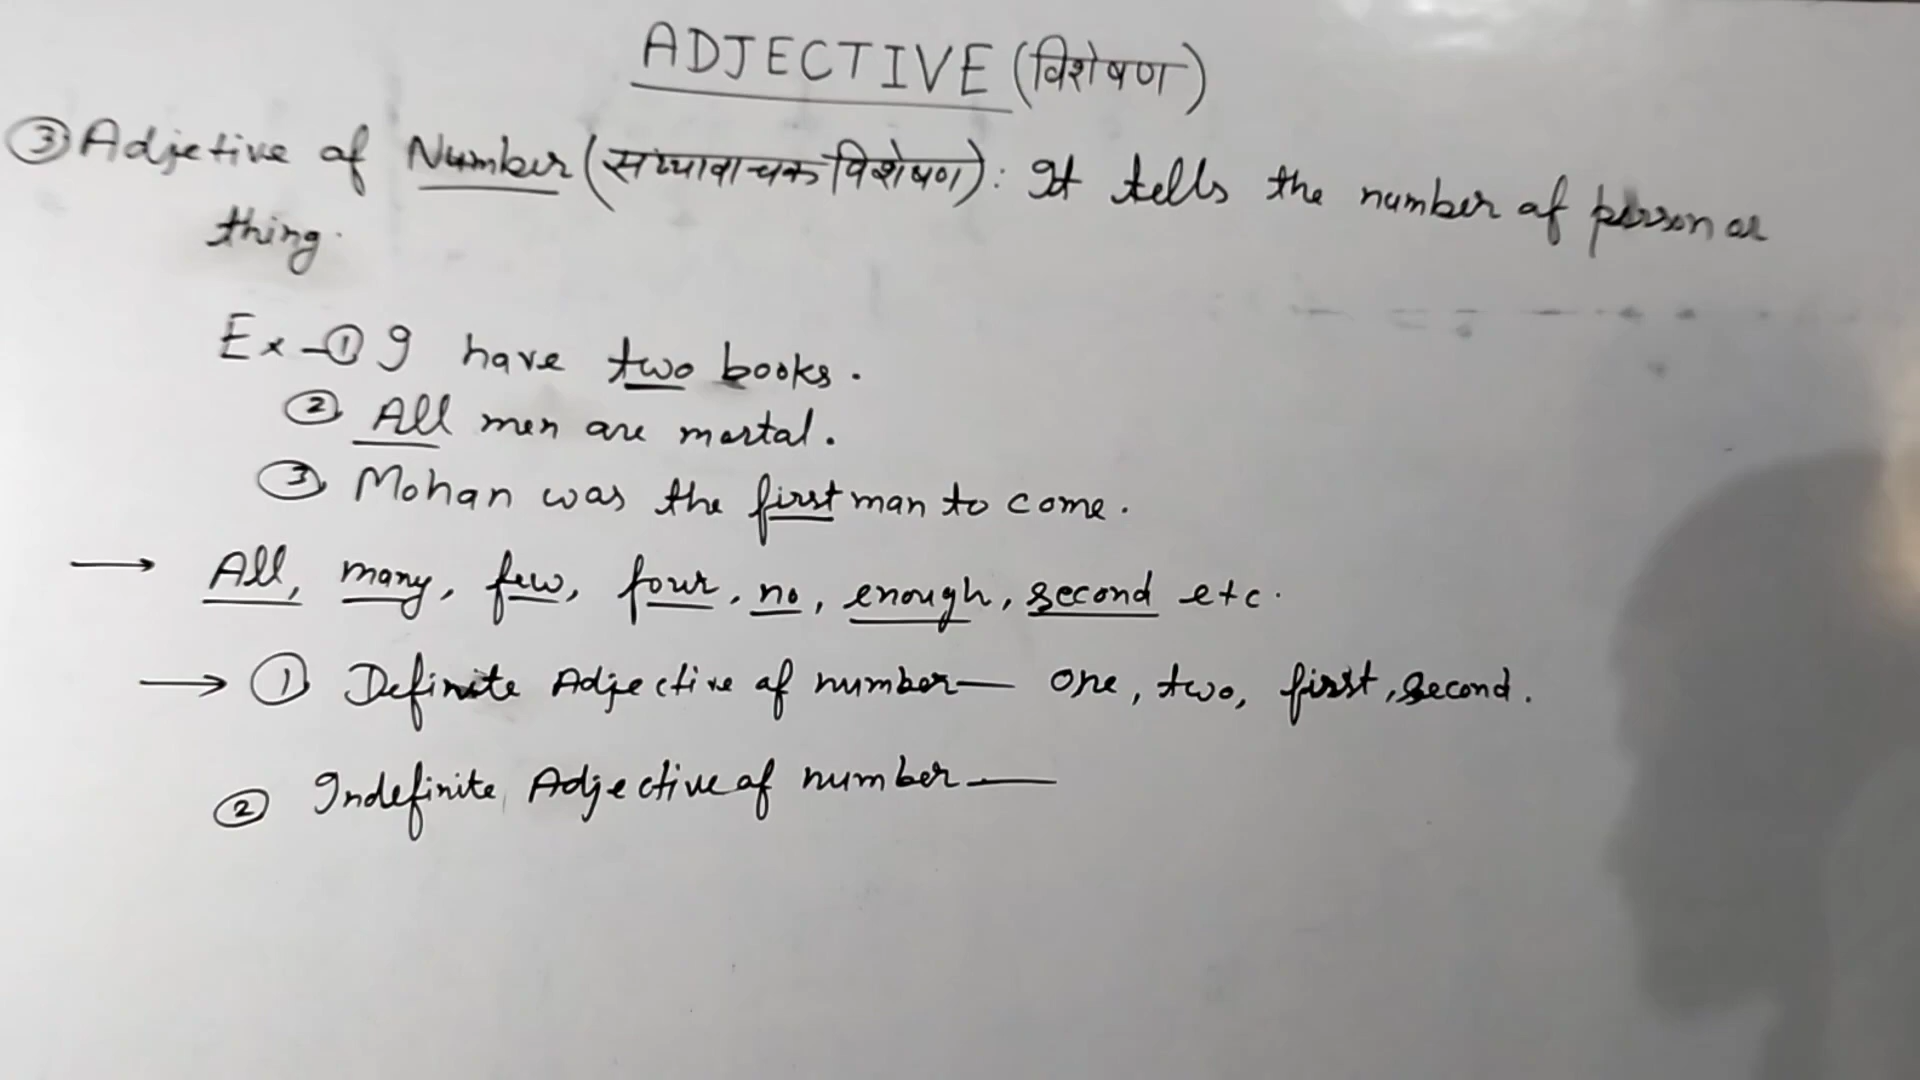 ADJECTIVE (विशेषण)
③ Adjetive of Number (संख्यावाचक विशेषण): It tells the number of person or
thing.
Ex-① I have two books.
② All men are mortal.
③ Mohan was the first man to come.
→ All, many, few, four, no, enough, second etc.
→ ① Definite Adjective of number— one, two, first, second.
② Indefinite Adjective of number—